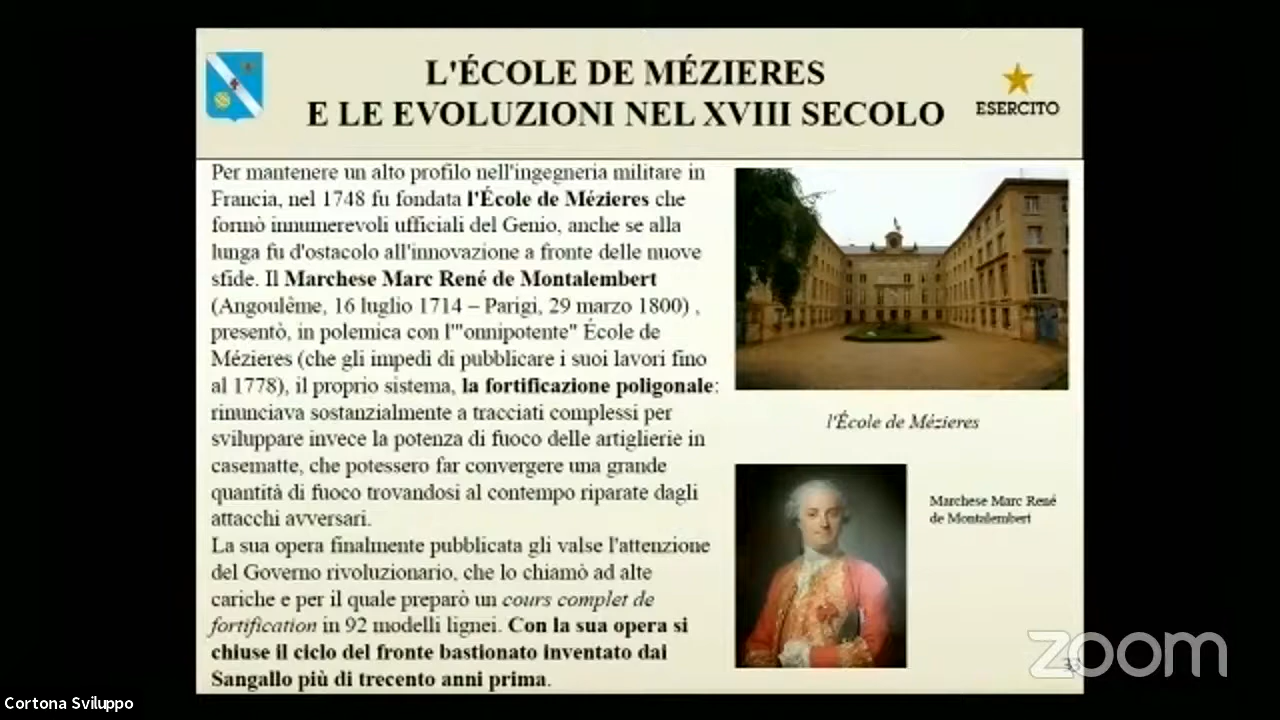 L'ÉCOLE DE MÉZIERES
E LE EVOLUZIONI NEL XVIII SECOLO
ESERCITO
Per mantenere un alto profilo nell'ingegneria militare in
Francia, nel 1748 fu fondata l'École de Mézieres che
formò innumerevoli ufficiali del Genio, anche se alla
lunga fu d'ostacolo all'innovazione a fronte delle nuove
sfide. Il Marchese Marc René de Montalembert
(Angoulême, 16 luglio 1714 – Parigi, 29 marzo 1800) ,
presentò, in polemica con l'"onnipotente" École de
Mézieres (che gli impedì di pubblicare i suoi lavori fino
al 1778), il proprio sistema, la fortificazione poligonale:
rinunciava sostanzialmente a tracciati complessi per
sviluppare invece la potenza di fuoco delle artiglierie in
casematte, che potessero far convergere una grande
quantità di fuoco trovandosi al contempo riparate dagli
attacchi avversari.
La sua opera finalmente pubblicata gli valse l'attenzione
del Governo rivoluzionario, che lo chiamò ad alte
cariche e per il quale preparò un cours complet de
fortification in 92 modelli lignei. Con la sua opera si
chiuse il ciclo del fronte bastionato inventato dai
Sangallo più di trecento anni prima.
l'École de Mézieres
Marchese Marc René
de Montalembert
zoom
Cortona Sviluppo